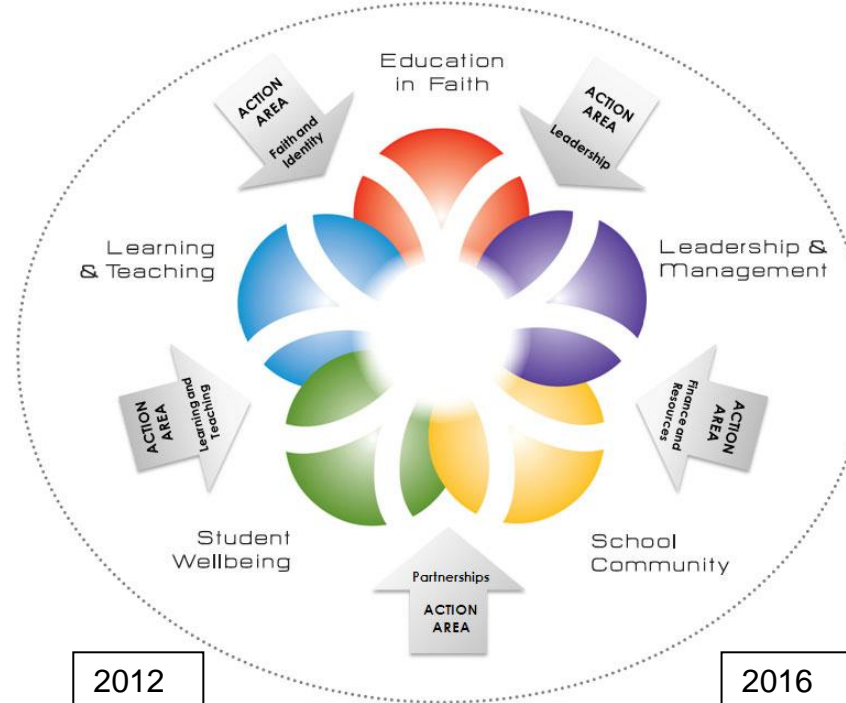 Education
in Faith
ACTION
AREA
Faith and
Identity
ACTION
AREA
Leadership
Learning
& Teaching
Leadership &
Management
ACTION
AREA
Learning and
Teaching
Finance and
Resources
ACTION
AREA
Student
Wellbeing
School
Community
Partnerships
ACTION
AREA
2012
2016